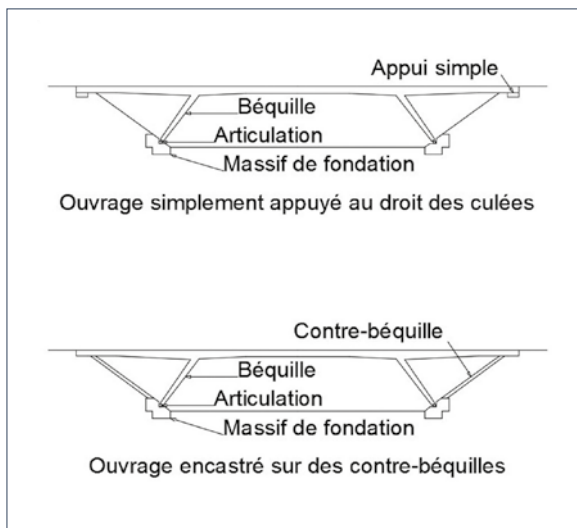 Appui simple
Béquille
Articulation
Massif de fondation
Ouvrage simplement appuyé au droit des culées
Contre-béquille
Béquille
Articulation
Massif de fondation
Ouvrage encastré sur des contre-béquilles